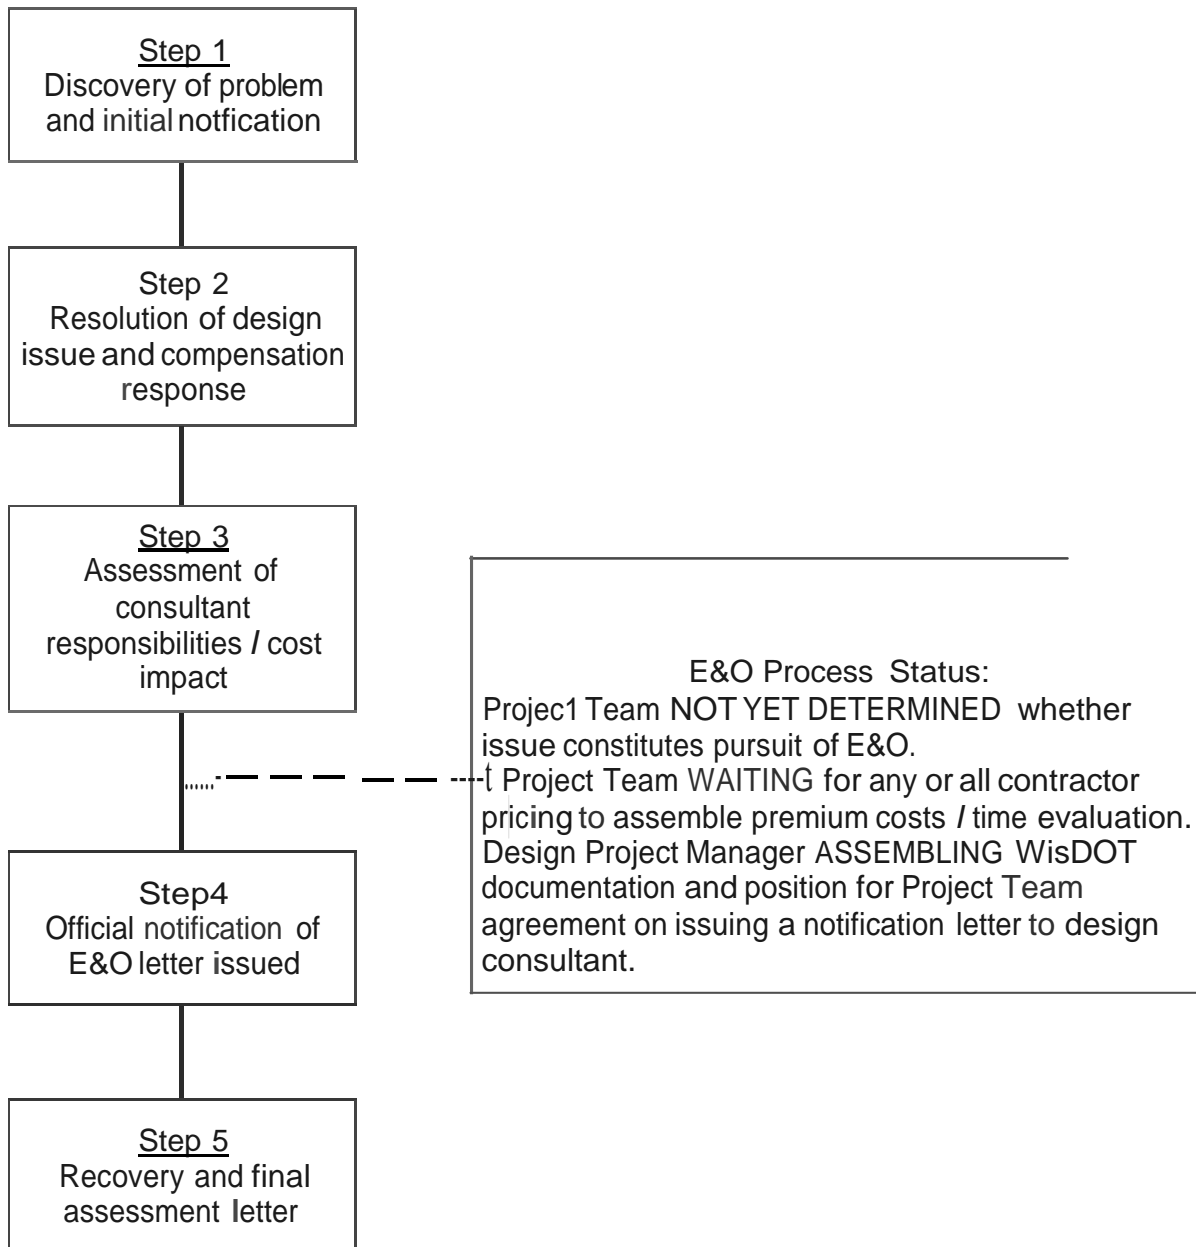 Step 1
Discovery of problem
and initial notfication
Step 2
Resolution of design
issue and compensation
response
Step 3
Assessment of
consultant
responsibilities / cost
impact
E&O Process Status:
Projec1 Team NOT YET DETERMINED whether
issue constitutes pursuit of E&O.
t Project Team WAITING for any or all contractor
pricing to assemble premium costs / time evaluation.
Design Project Manager ASSEMBLING WisDOT
documentation and position for Project Team
agreement on issuing a notification letter to design
consultant.
Step4
Official notification of
E&O letter issued
Step 5
Recovery and final
assessment letter